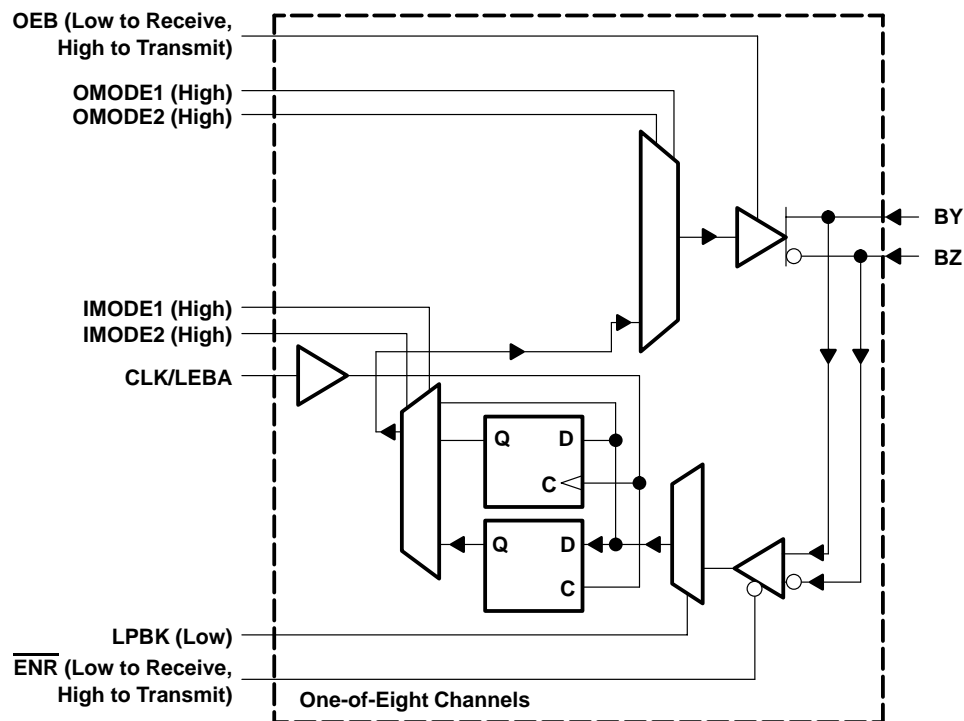 OEB (Low to Receive,
High to Transmit)
OMODE1 (High)
OMODE2 (High)
BY
BZ
IMODE1 (High)
IMODE2 (High)
CLK/LEBA
Q D
C
Q D
C
LPBK (Low)
ENR (Low to Receive,
High to Transmit)
One-of-Eight Channels